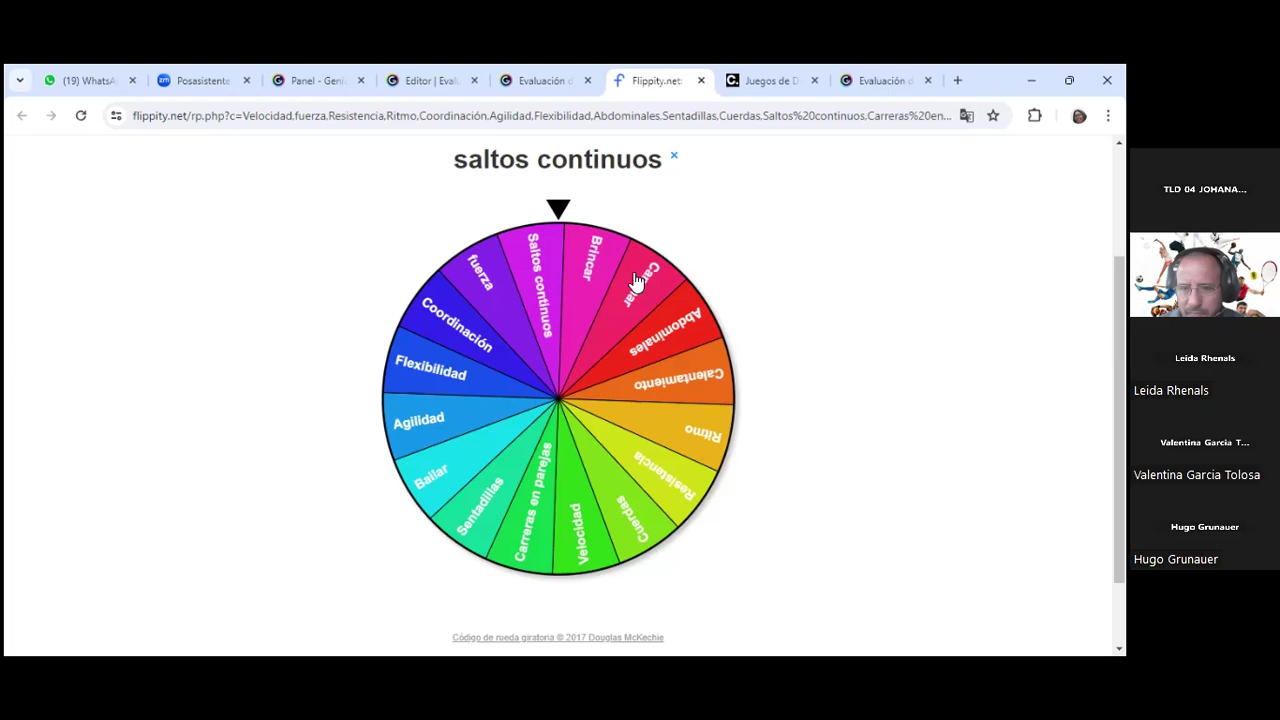 (19) WhatsA
Posasistente
Panel - Geni
Editor | Eval
Evaluación d
Flippity.net:
Juegos de D
Evaluación d
flippity.net/rp.php?c=Velocidad,fuerza,Resistencia,Ritmo,Coordinación,Agilidad,Flexibilidad,Abdominales,Sentadillas,Cuerdas,Saltos%20continuos,Carreras%20en...
saltos continuos ×
Saltos continuos
Brincar
Abdominales
Calentamiento
Ritmo
Resistencia
Cuerdas
Velocidad
Carreras en parejas
Sentadillas
Bailar
Agilidad
Flexibilidad
Coordinación
fuerza
Código de rueda giratoria © 2017 Douglas McKechie
TLD 04 JOHANA...
Leida Rhenals
Leida Rhenals
Valentina Garcia T...
Valentina Garcia Tolosa
Hugo Grunauer
Hugo Grunauer